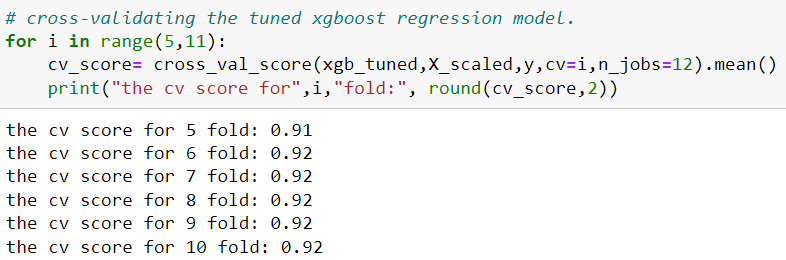 # cross-validating the tuned xgboost regression model.
for i in range(5,11):
    cv_score= cross_val_score(xgb_tuned,X_scaled,y,cv=i,n_jobs=12).mean()
    print("the cv score for",i,"fold:", round(cv_score,2))
the cv score for 5 fold: 0.91
the cv score for 6 fold: 0.92
the cv score for 7 fold: 0.92
the cv score for 8 fold: 0.92
the cv score for 9 fold: 0.92
the cv score for 10 fold: 0.92